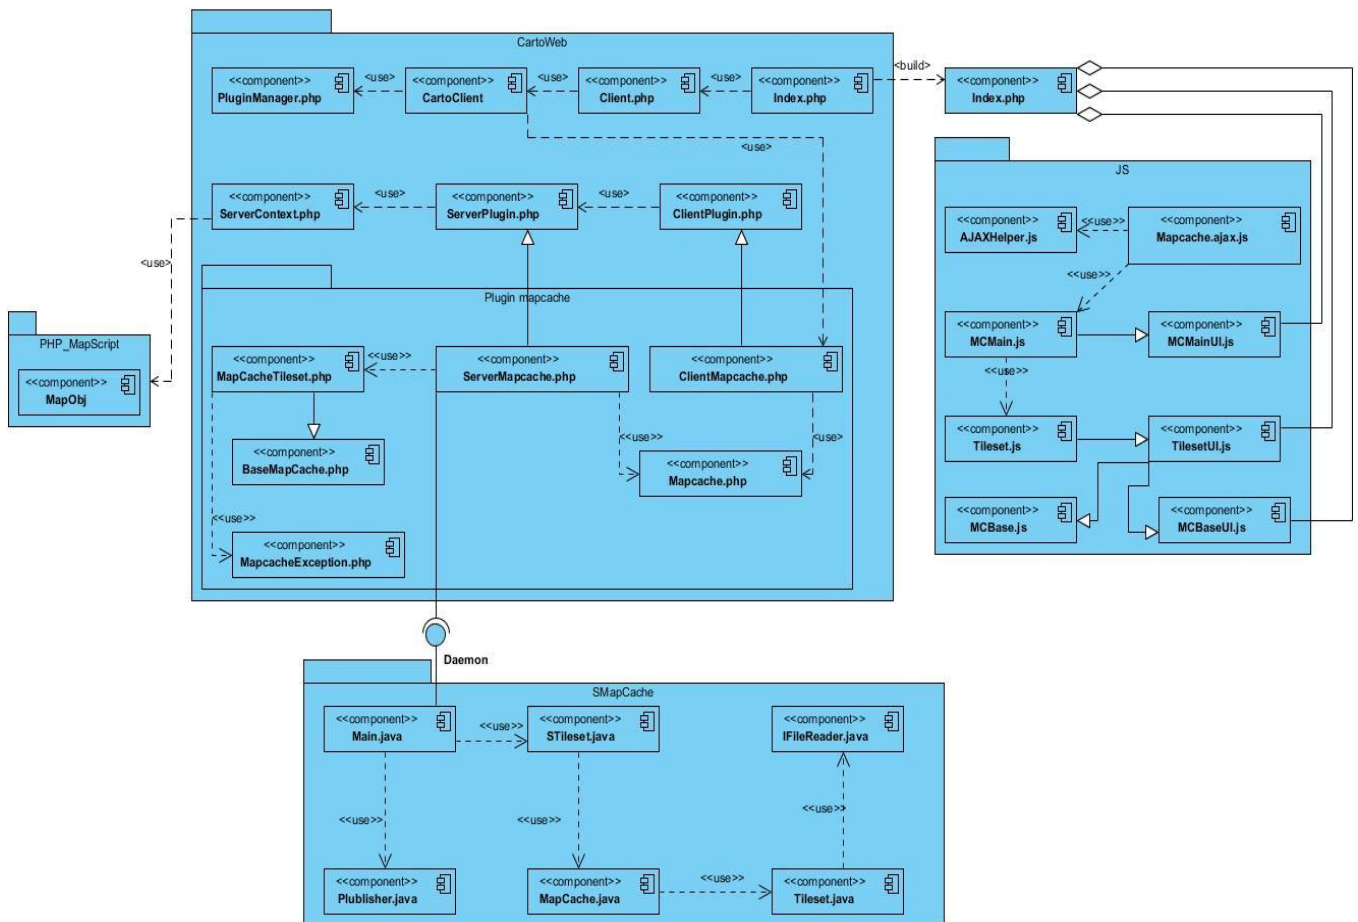 CartoWeb
<<component>>
PluginManager.php
<use>
<<component>>
CartoClient
<use>
<<component>>
Client.php
<use>
<<component>>
Index.php
<build>
<<component>>
Index.php
<use>
JS
<<component>>
ServerContext.php
<use>
<<component>>
ServerPlugin.php
<use>
<<component>>
ClientPlugin.php
<<component>>
AJAXHelper.js
<<use>>
<<component>>
Mapcache.ajax.js
<use>
<<use>>
Plugin mapcache
PHP_MapScript
<<component>>
MapObj
<<component>>
MapCacheTileset.php
<<use>>
<<component>>
ServerMapcache.php
<<component>>
ClientMapcache.php
<<component>>
MCMain.js
<<component>>
MCMainUI.js
<<use>>
<<component>>
BaseMapCache.php
<<use>>
<use>
<<component>>
Mapcache.php
<<component>>
Tileset.js
<<component>>
TilesetUI.js
<<use>>
<<component>>
MapcacheException.php
<<component>>
MCBase.js
<<component>>
MCBaseUI.js
Daemon
SMapCache
<<component>>
Main.java
<<use>>
<<component>>
STileset.java
<<component>>
IFileReader.java
<<use>>
<<use>>
<<use>>
<<component>>
Plublisher.java
<<component>>
MapCache.java
<<use>>
<<component>>
Tileset.java